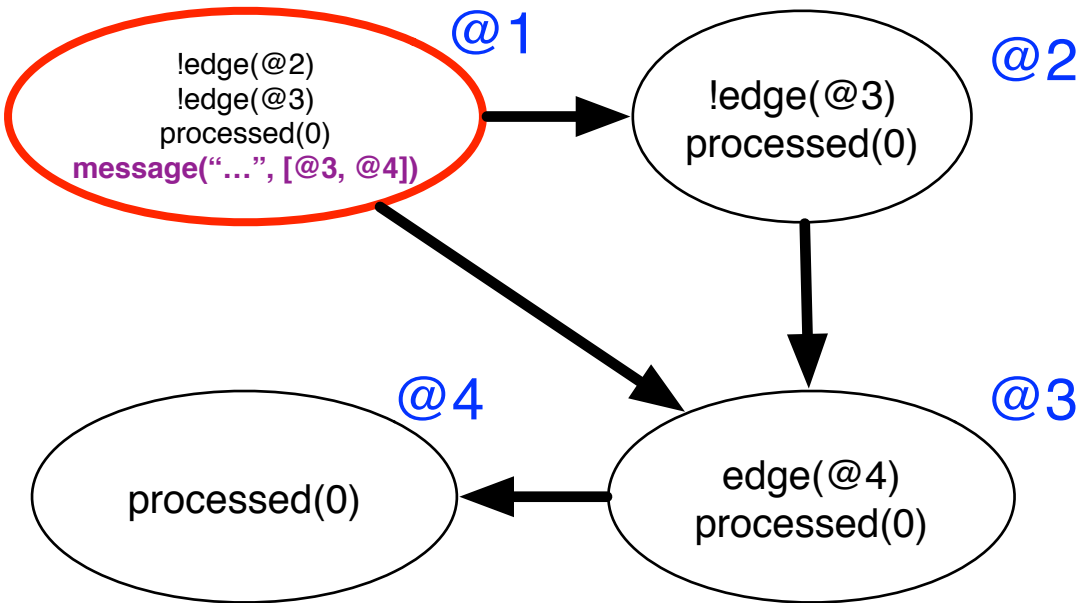 @1
!edge(@2)
!edge(@3)
processed(0)
message(“…”, [@3, @4])
@2
!edge(@3)
processed(0)
@4
processed(0)
@3
edge(@4)
processed(0)